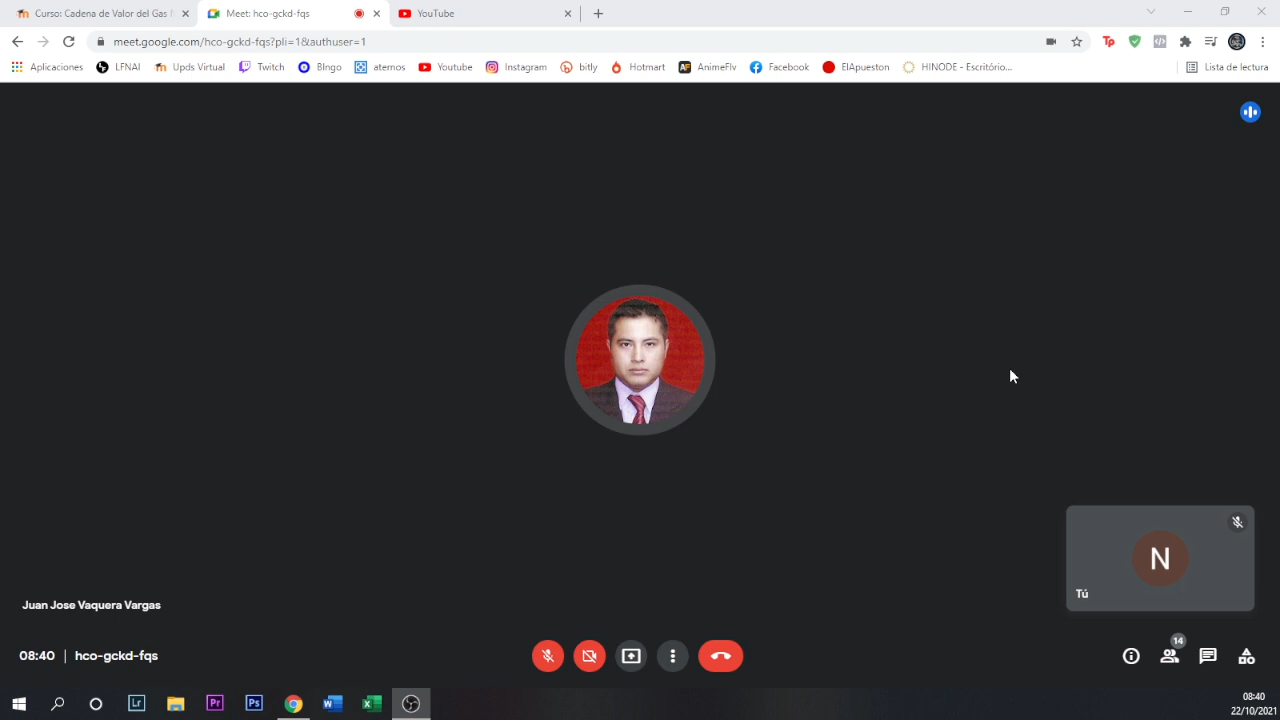 Curso: Cadena de Valor del Gas
Meet: hco-gckd-fqs
YouTube
meet.google.com/hco-gckd-fqs?pli=1&authuser=1
Aplicaciones LFNAI Upds Virtual Twitch BIngo aternos Youtube Instagram bitly Hotmart AnimeFlv Facebook ElApueston HINODE - Escritório... Lista de lectura
N
Tú
Juan Jose Vaquera Vargas
08:40 | hco-gckd-fqs
14
08:40
22/10/2021